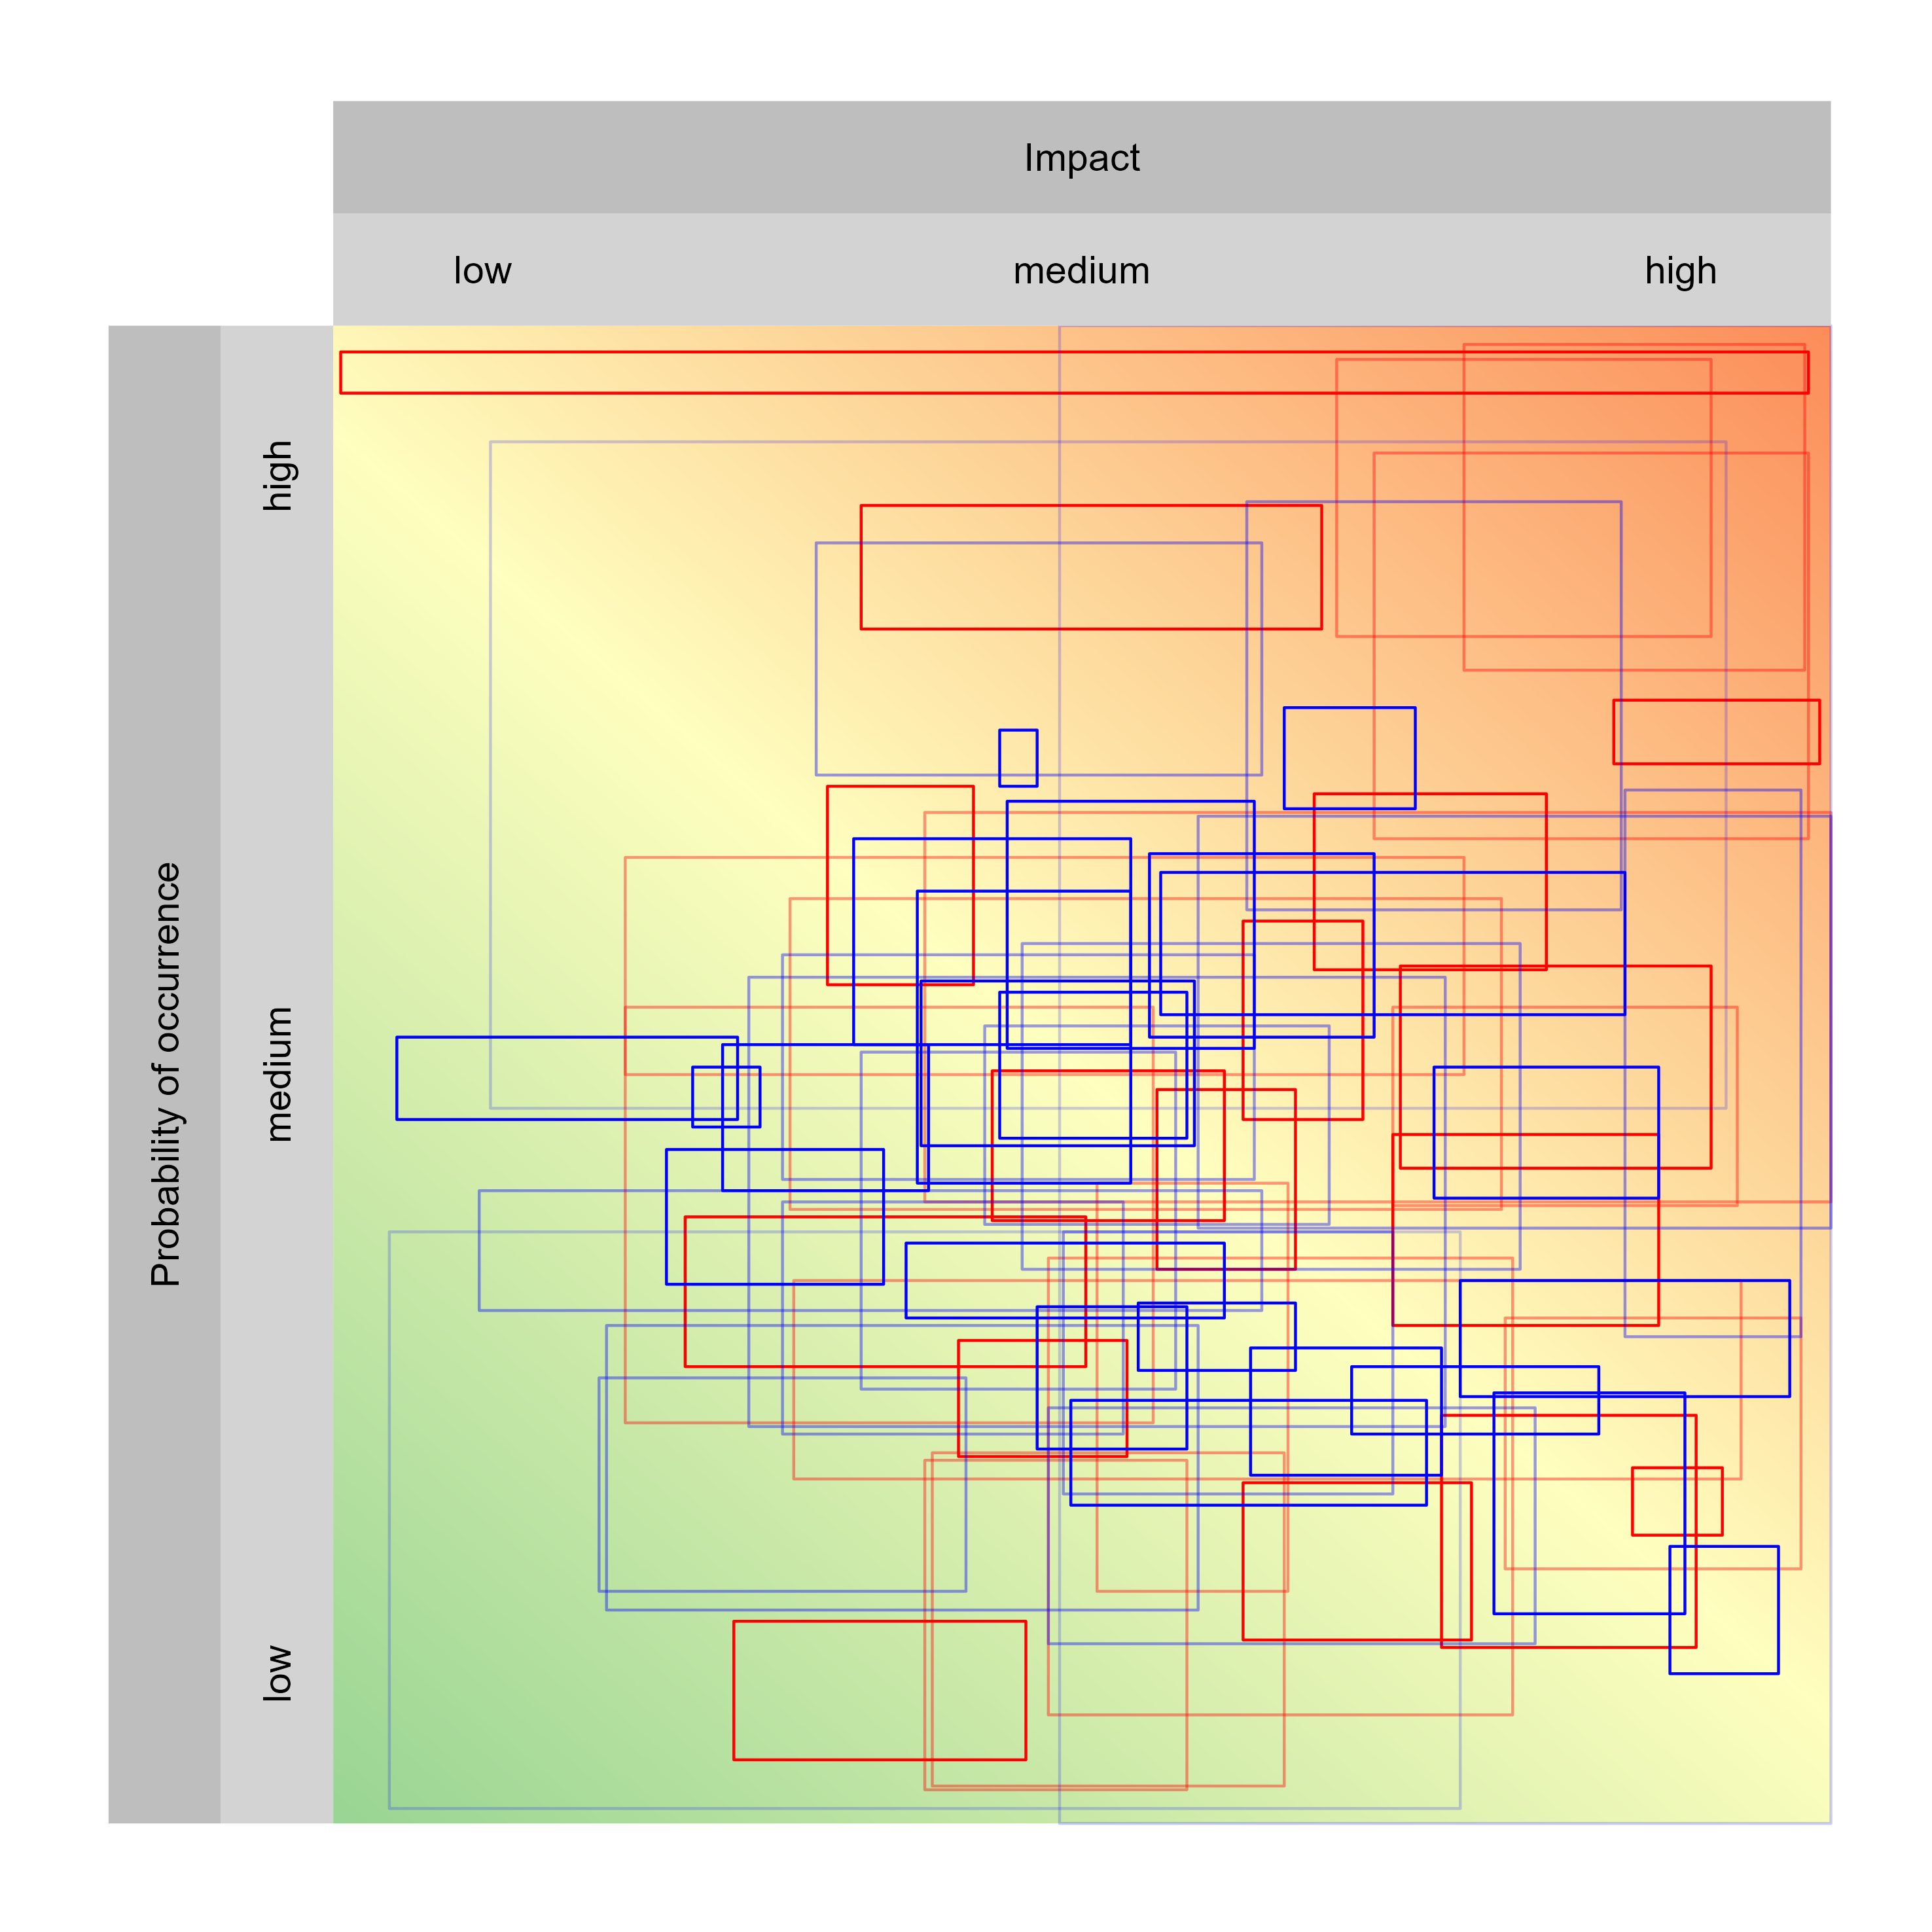 Impact
low medium high
Probability of occurrence
high
medium
low